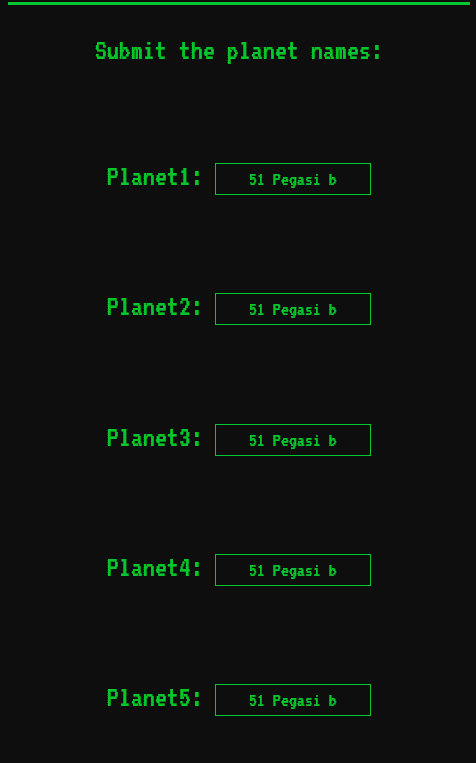 Submit the planet names:
Planet1: 51 Pegasi b
Planet2: 51 Pegasi b
Planet3: 51 Pegasi b
Planet4: 51 Pegasi b
Planet5: 51 Pegasi b